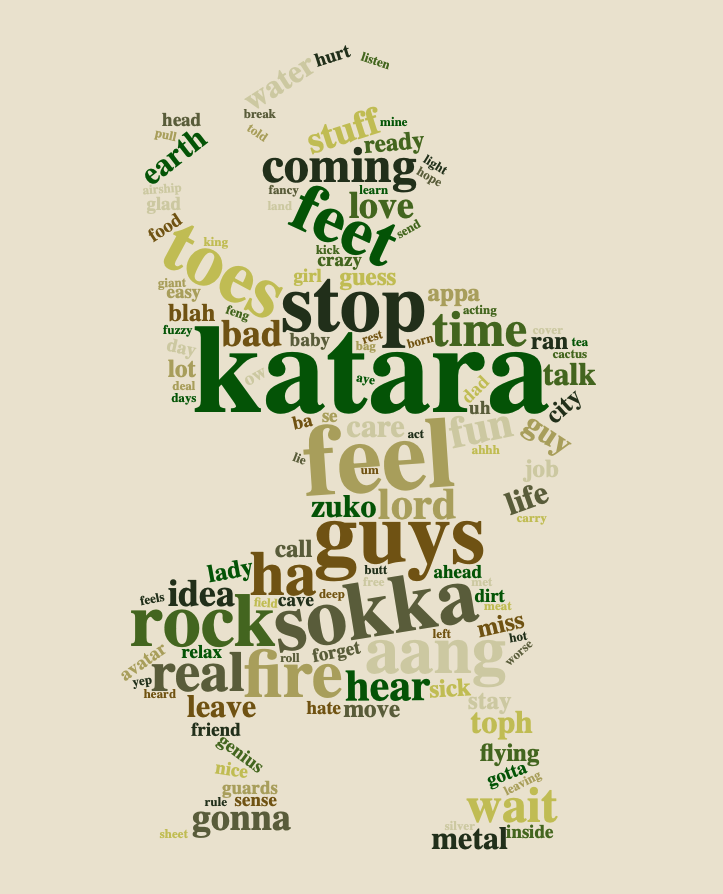 water
hurt
listen
head
pull
break
told
stuff
mine
ready
earth
coming
light
hope
airship
glad
fancy
learn
land
love
feet
send
food
king
toes
kick
crazy
girl
guess
giant
easy
stop
appa
acting
blah
feng
fuzzy
bad
baby
rest
bag
born
time
cover
ran
tea
cactus
day
lot
deal
days
katara
ow
aye
dad
uh
talk
city
ba
se
care
act
fun
ahhh
guy
lie
feel
um
job
life
carry
zuko
lord
guys
call
lady
ha
butt
free
ahead
met
feels
idea
field
cave
deep
sokka
dirt
meat
rock
left
miss
hot
worse
avatar
relax
roll
forget
aang
yep
real
fire
hear
sick
heard
leave
hate
move
stay
toph
friend
genius
flying
nice
gotta
leaving
guards
rule
sense
wait
gonna
sheet
silver
metal
inside